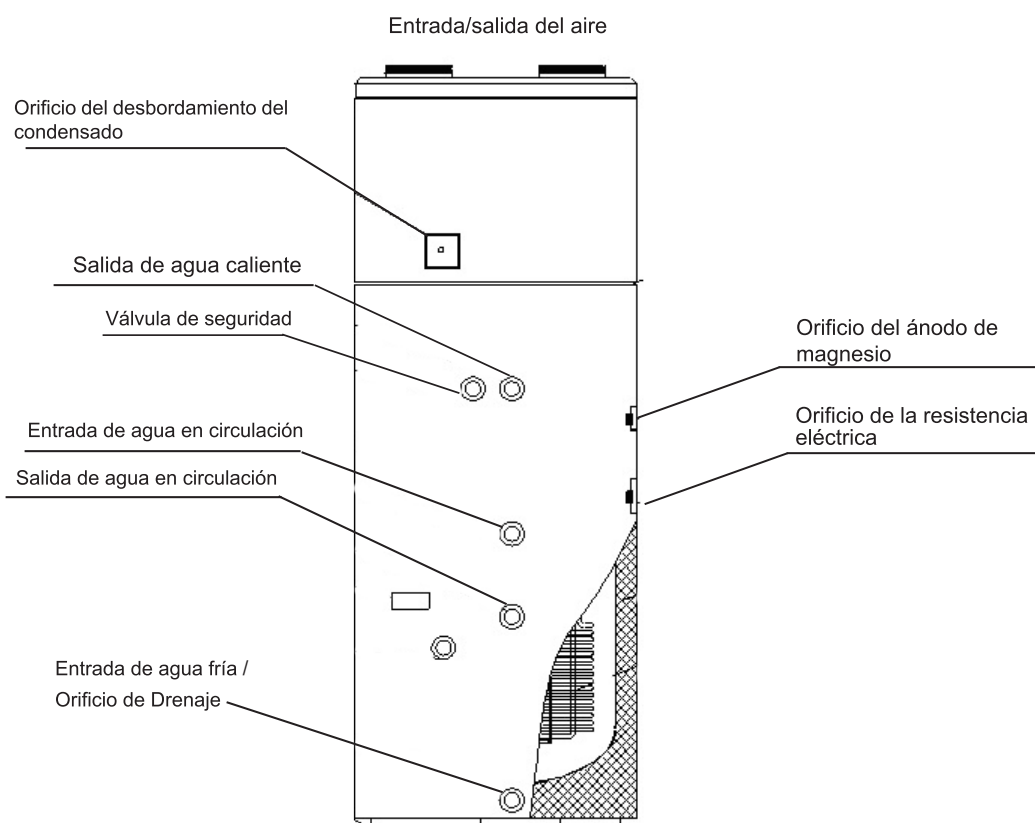 Entrada/salida del aire
Orificio del desbordamiento del
condensado
Salida de agua caliente
Válvula de seguridad
Entrada de agua en circulación
Salida de agua en circulación
Entrada de agua fría /
Orificio de Drenaje
Orificio del ánodo de
magnesio
Orificio de la resistencia
eléctrica